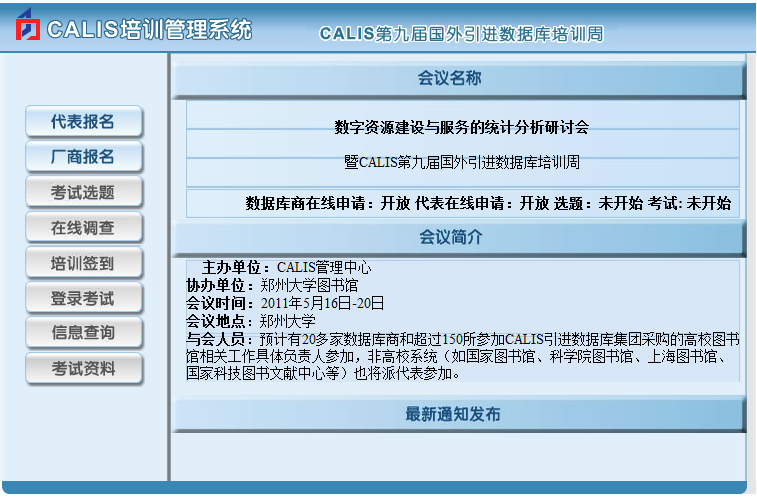 CALIS培训管理系统
CALIS第九届国外引进数据库培训周
代表报名
厂商报名
考试选题
在线调查
培训签到
登录考试
信息查询
考试资料
会议名称
数字资源建设与服务的统计分析研讨会
暨CALIS第九届国外引进数据库培训周
数据库商在线申请：开放 代表在线申请：开放 选题：未开始 考试: 未开始
会议简介
主办单位：CALIS管理中心
协办单位：郑州大学图书馆
会议时间：2011年5月16日-20日
会议地点：郑州大学
与会人员：预计有20多家数据库商和超过150所参加CALIS引进数据库集团采购的高校图书
馆相关工作具体负责人参加，非高校系统（如国家图书馆、科学院图书馆、上海图书馆、
国家科技图书文献中心等）也将派代表参加。
最新通知发布